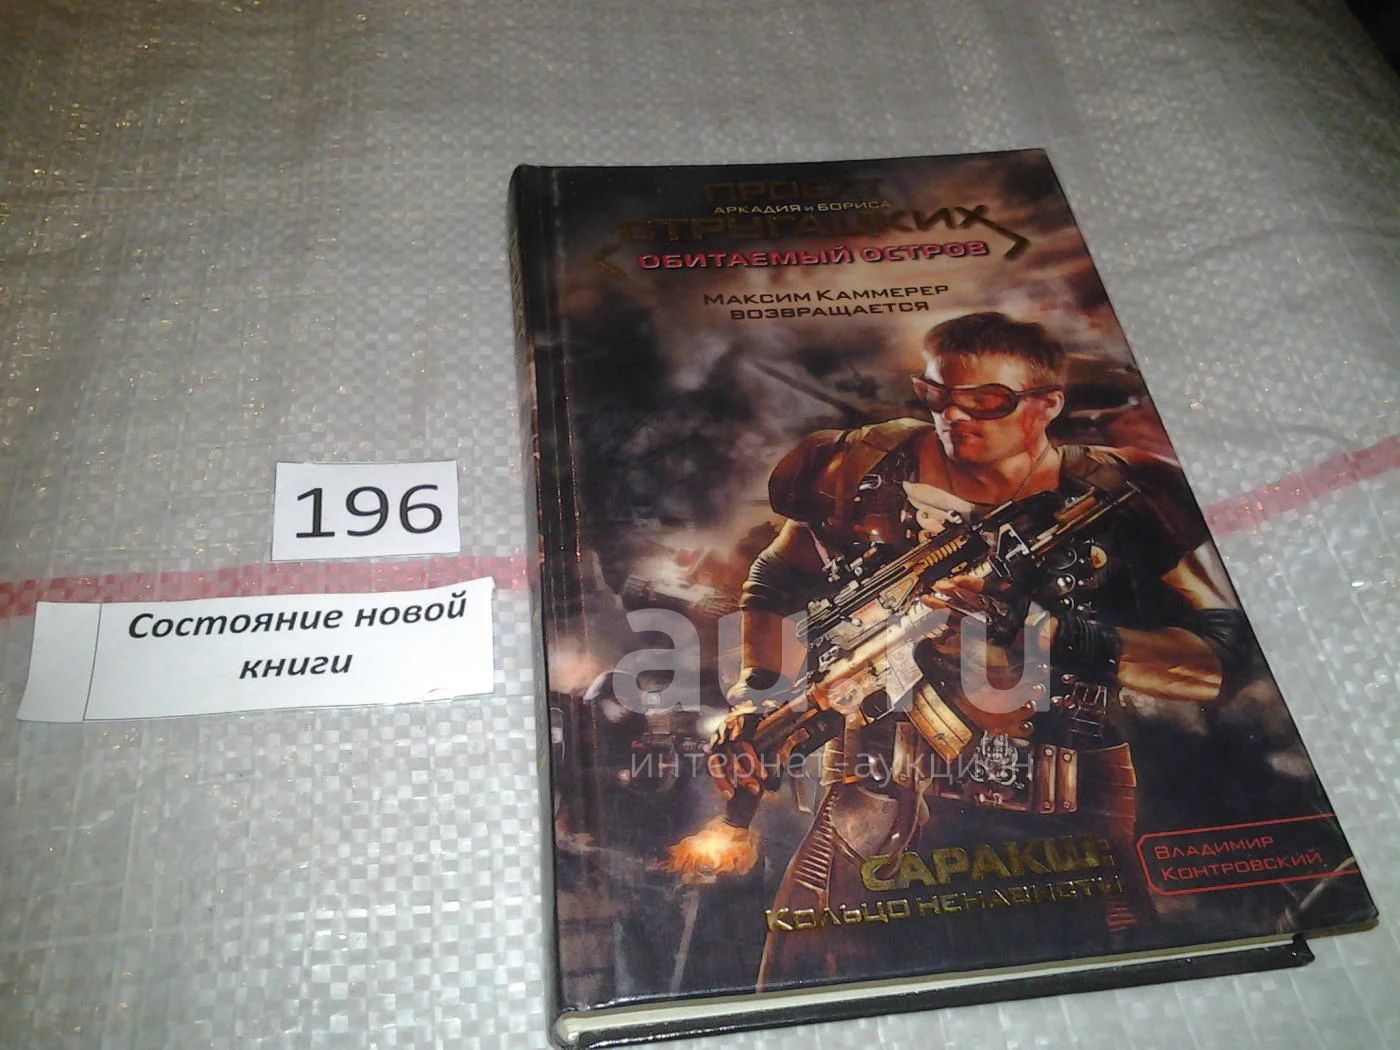 ПРОЕКТ
АРКАДИЯ И БОРИСА
СТРУГАЦКИХ
ОБИТАЕМЫЙ ОСТРОВ
МАКСИМ КАММЕРЕР
ВОЗВРАЩАЕТСЯ
196
Состояние новой
книги
au.ru
интернет-аукцион
САРАКШ:
КОЛЬЦО НЕНАВИСТИ
ВЛАДИМИР
КОНТРОВСКИЙ